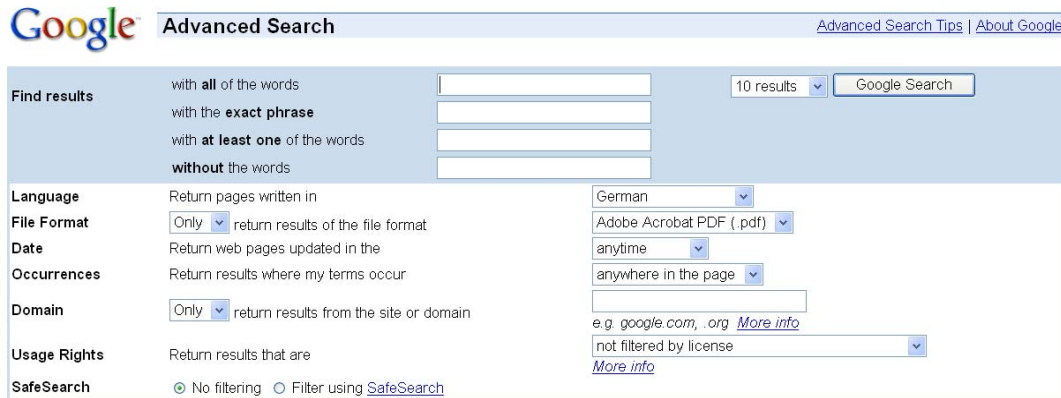 Google Advanced Search Advanced Search Tips | About Google
Find results with all of the words 10 results Google Search
with the exact phrase
with at least one of the words
without the words
Language Return pages written in German
File Format Only return results of the file format Adobe Acrobat PDF (.pdf)
Date Return web pages updated in the anytime
Occurrences Return results where my terms occur anywhere in the page
Domain Only return results from the site or domain
e.g. google.com, .org More info
Usage Rights Return results that are not filtered by license
More info
SafeSearch No filtering Filter using SafeSearch